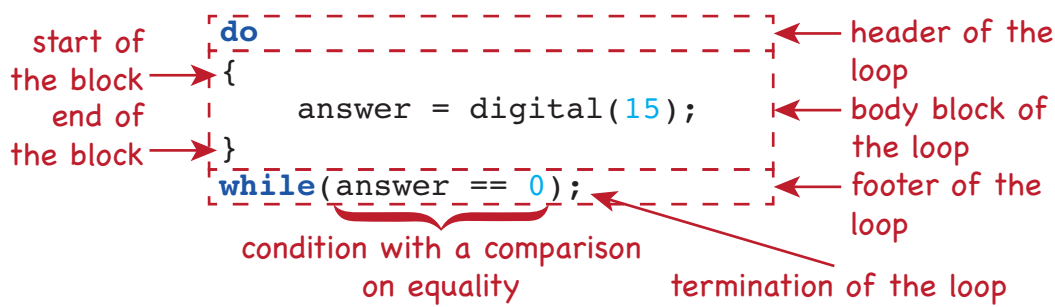 start of
the block
end of
the block
do
{
answer = digital(15);
}
while(answer == 0);
header of the
loop
body block of
the loop
footer of the
loop
condition with a comparison
on equality
termination of the loop